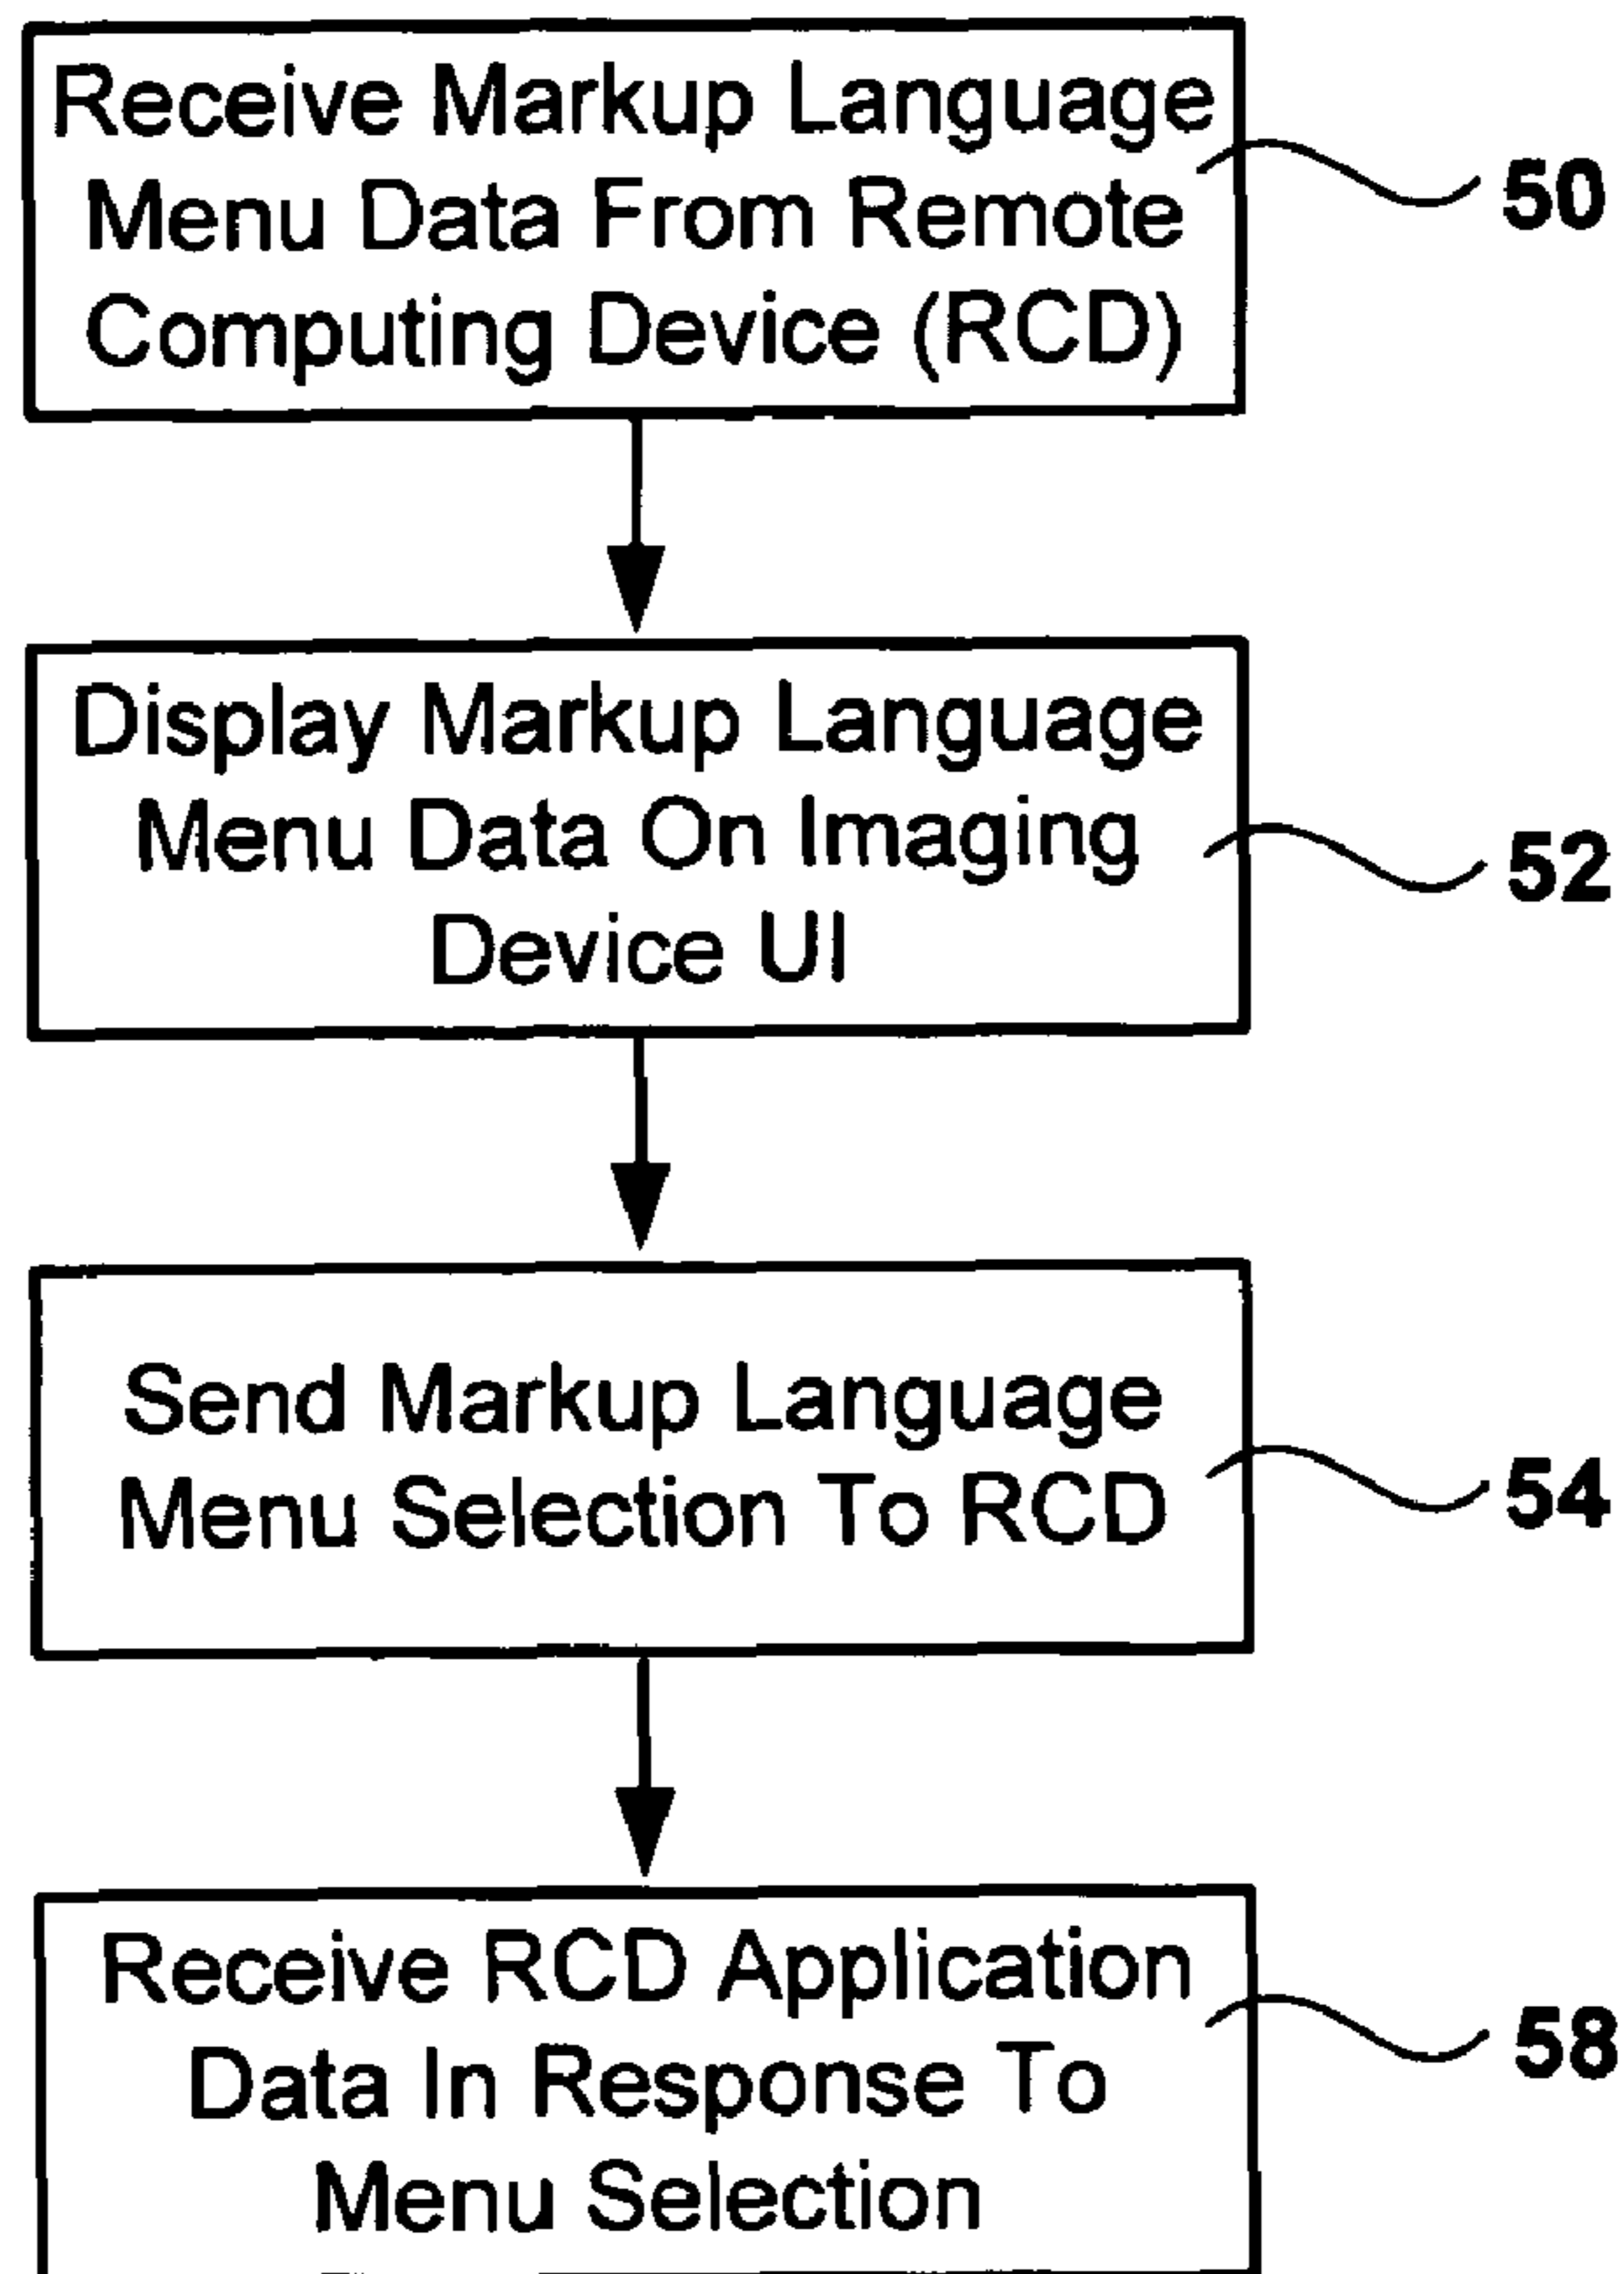 Receive Markup Language
Menu Data From Remote
Computing Device (RCD)
50
Display Markup Language
Menu Data On Imaging
Device UI
52
Send Markup Language
Menu Selection To RCD
54
Receive RCD Application
Data In Response To
Menu Selection
58